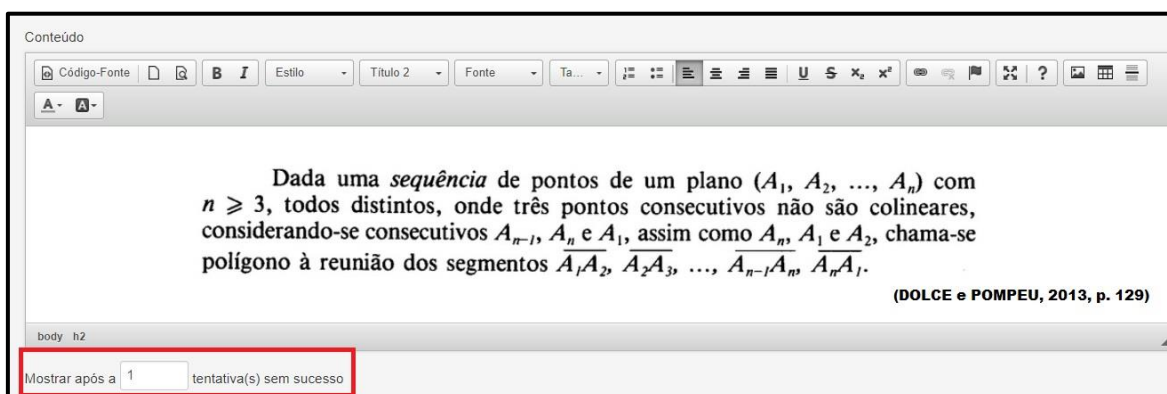 Conteúdo
Código-Fonte B I Estilo Título 2 Fonte Ta... U S x₂ x² ?
A A
Dada uma sequência de pontos de um plano (A₁, A₂, ..., Aₙ) com
n ⩾ 3, todos distintos, onde três pontos consecutivos não são colineares,
considerando-se consecutivos Aₙ₋₁, Aₙ e A₁, assim como Aₙ, A₁ e A₂, chama-se
polígono à reunião dos segmentos A₁A₂, A₂A₃, ..., Aₙ₋₁Aₙ, AₙA₁.
(DOLCE e POMPEU, 2013, p. 129)
body h2
Mostrar após a 1 tentativa(s) sem sucesso